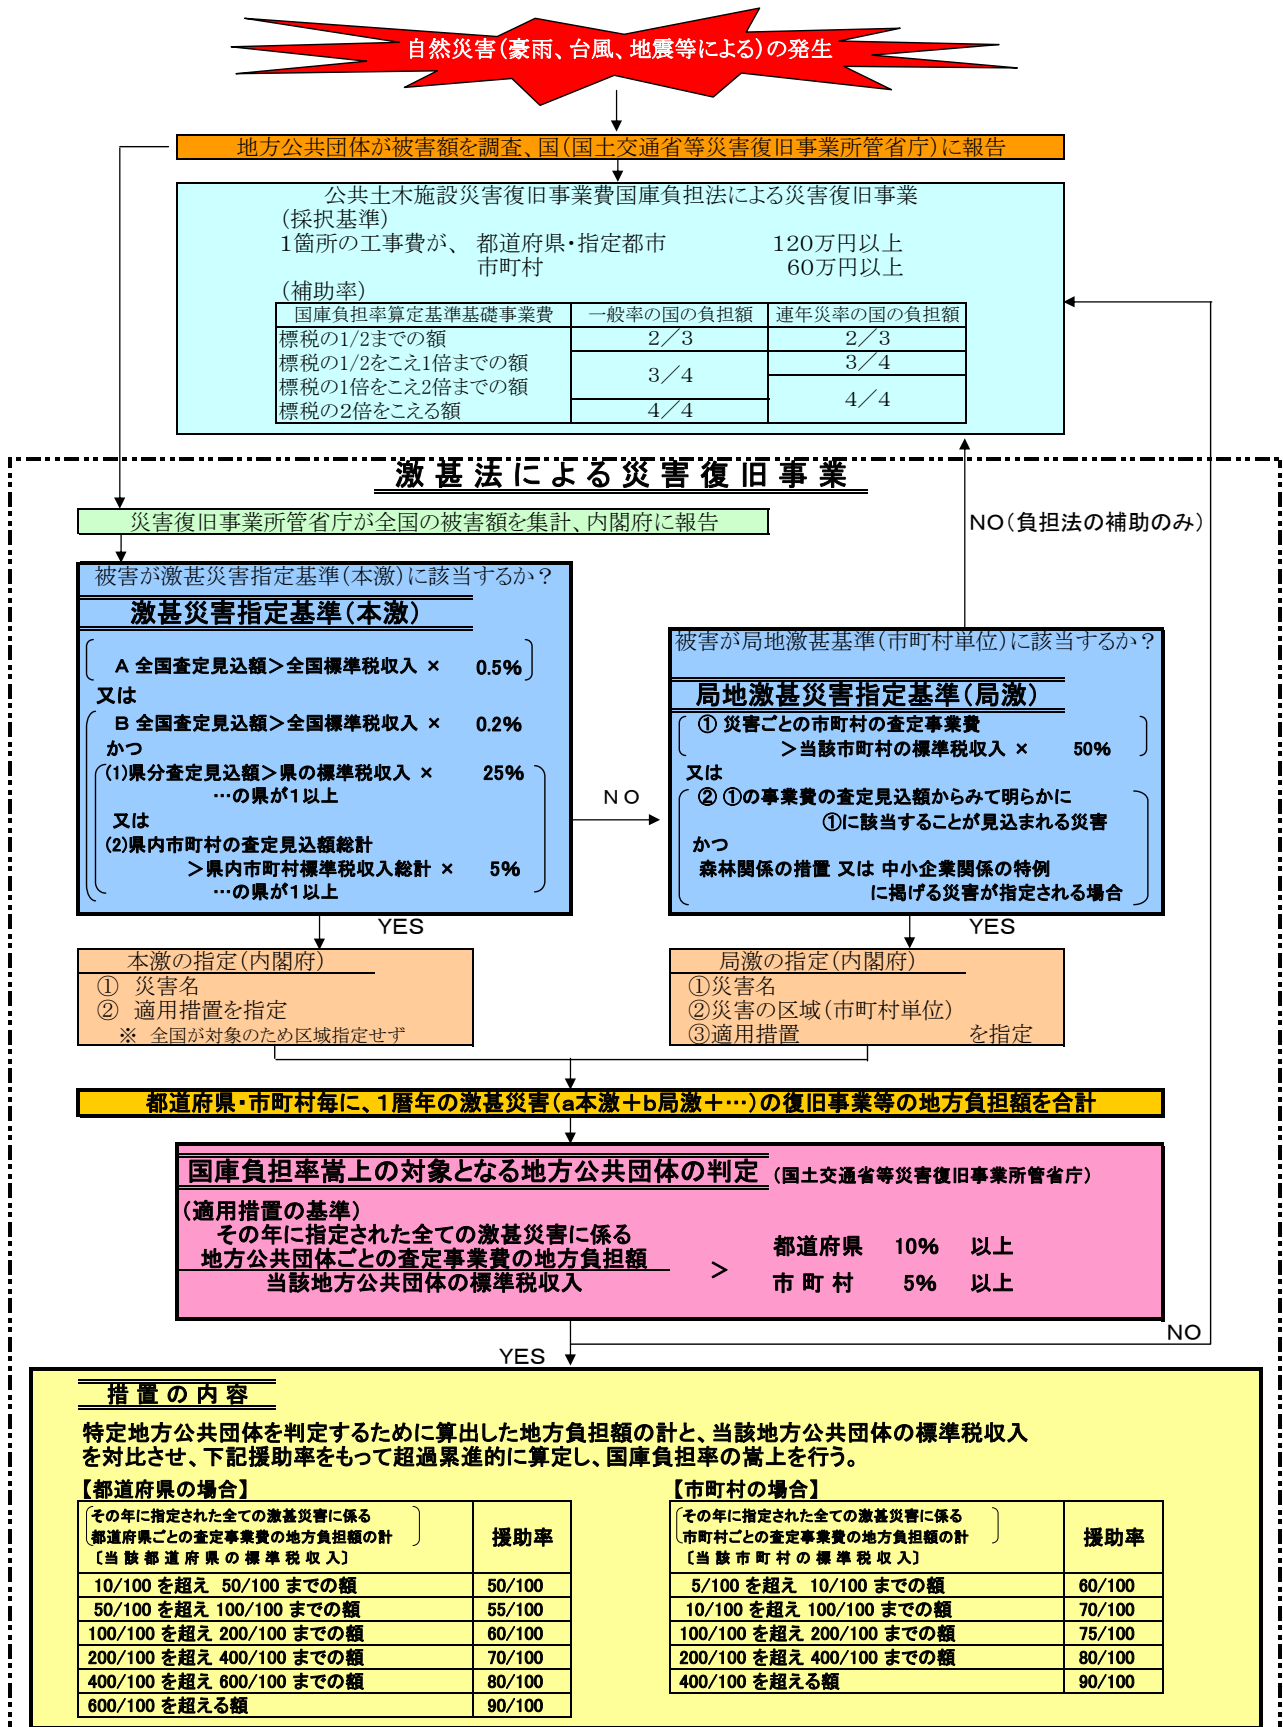 自然災害(豪雨、台風、地震等による)の発生
地方公共団体が被害額を調査、国(国土交通省等災害復旧事業所管省庁)に報告
公共土木施設災害復旧事業費国庫負担法による災害復旧事業
(採択基準)
1箇所の工事費が、 都道府県・指定都市 120万円以上
市町村 60万円以上
(補助率)
国庫負担率算定基準基礎事業費 一般率の国の負担額 連年災率の国の負担額
標税の1/2までの額 2／3 2／3
標税の1/2をこえ1倍までの額 3／4 3／4
標税の1倍をこえ2倍までの額 4／4
標税の2倍をこえる額 4／4
激甚法による災害復旧事業
災害復旧事業所管省庁が全国の被害額を集計、内閣府に報告
NO(負担法の補助のみ)
被害が激甚災害指定基準(本激)に該当するか?
激甚災害指定基準(本激)
A 全国査定見込額＞全国標準税収入 × 0.5%
又は
B 全国査定見込額＞全国標準税収入 × 0.2%
かつ
(1)県分査定見込額＞県の標準税収入 × 25%
…の県が1以上
又は
(2)県内市町村の査定見込額総計
＞県内市町村標準税収入総計 × 5%
…の県が1以上
NO
被害が局地激甚基準(市町村単位)に該当するか?
局地激甚災害指定基準(局激)
① 災害ごとの市町村の査定事業費
＞当該市町村の標準税収入 × 50%
又は
② ①の事業費の査定見込額からみて明らかに
①に該当することが見込まれる災害
かつ
森林関係の措置 又は 中小企業関係の特例
に掲げる災害が指定される場合
YES
YES
本激の指定(内閣府)
① 災害名
② 適用措置を指定
※ 全国が対象のため区域指定せず
局激の指定(内閣府)
①災害名
②災害の区域(市町村単位)
③適用措置 を指定
都道府県・市町村毎に、1暦年の激甚災害(a本激＋b局激＋…)の復旧事業等の地方負担額を合計
国庫負担率嵩上の対象となる地方公共団体の判定 (国土交通省等災害復旧事業所管省庁)
(適用措置の基準)
その年に指定された全ての激甚災害に係る
地方公共団体ごとの査定事業費の地方負担額
当該地方公共団体の標準税収入
＞
都道府県 10% 以上
市町村 5% 以上
NO
YES
措置の内容
特定地方公共団体を判定するために算出した地方負担額の計と、当該地方公共団体の標準税収入
を対比させ、下記援助率をもって超過累進的に算定し、国庫負担率の嵩上を行う。
【都道府県の場合】
その年に指定された全ての激甚災害に係る
都道府県ごとの査定事業費の地方負担額の計
〔当該都道府県の標準税収入〕
援助率
10/100 を超え 50/100 までの額 50/100
50/100 を超え 100/100 までの額 55/100
100/100 を超え 200/100 までの額 60/100
200/100 を超え 400/100 までの額 70/100
400/100 を超え 600/100 までの額 80/100
600/100 を超える額 90/100
【市町村の場合】
その年に指定された全ての激甚災害に係る
市町村ごとの査定事業費の地方負担額の計
〔当該市町村の標準税収入〕
援助率
5/100 を超え 10/100 までの額 60/100
10/100 を超え 100/100 までの額 70/100
100/100 を超え 200/100 までの額 75/100
200/100 を超え 400/100 までの額 80/100
400/100 を超える額 90/100